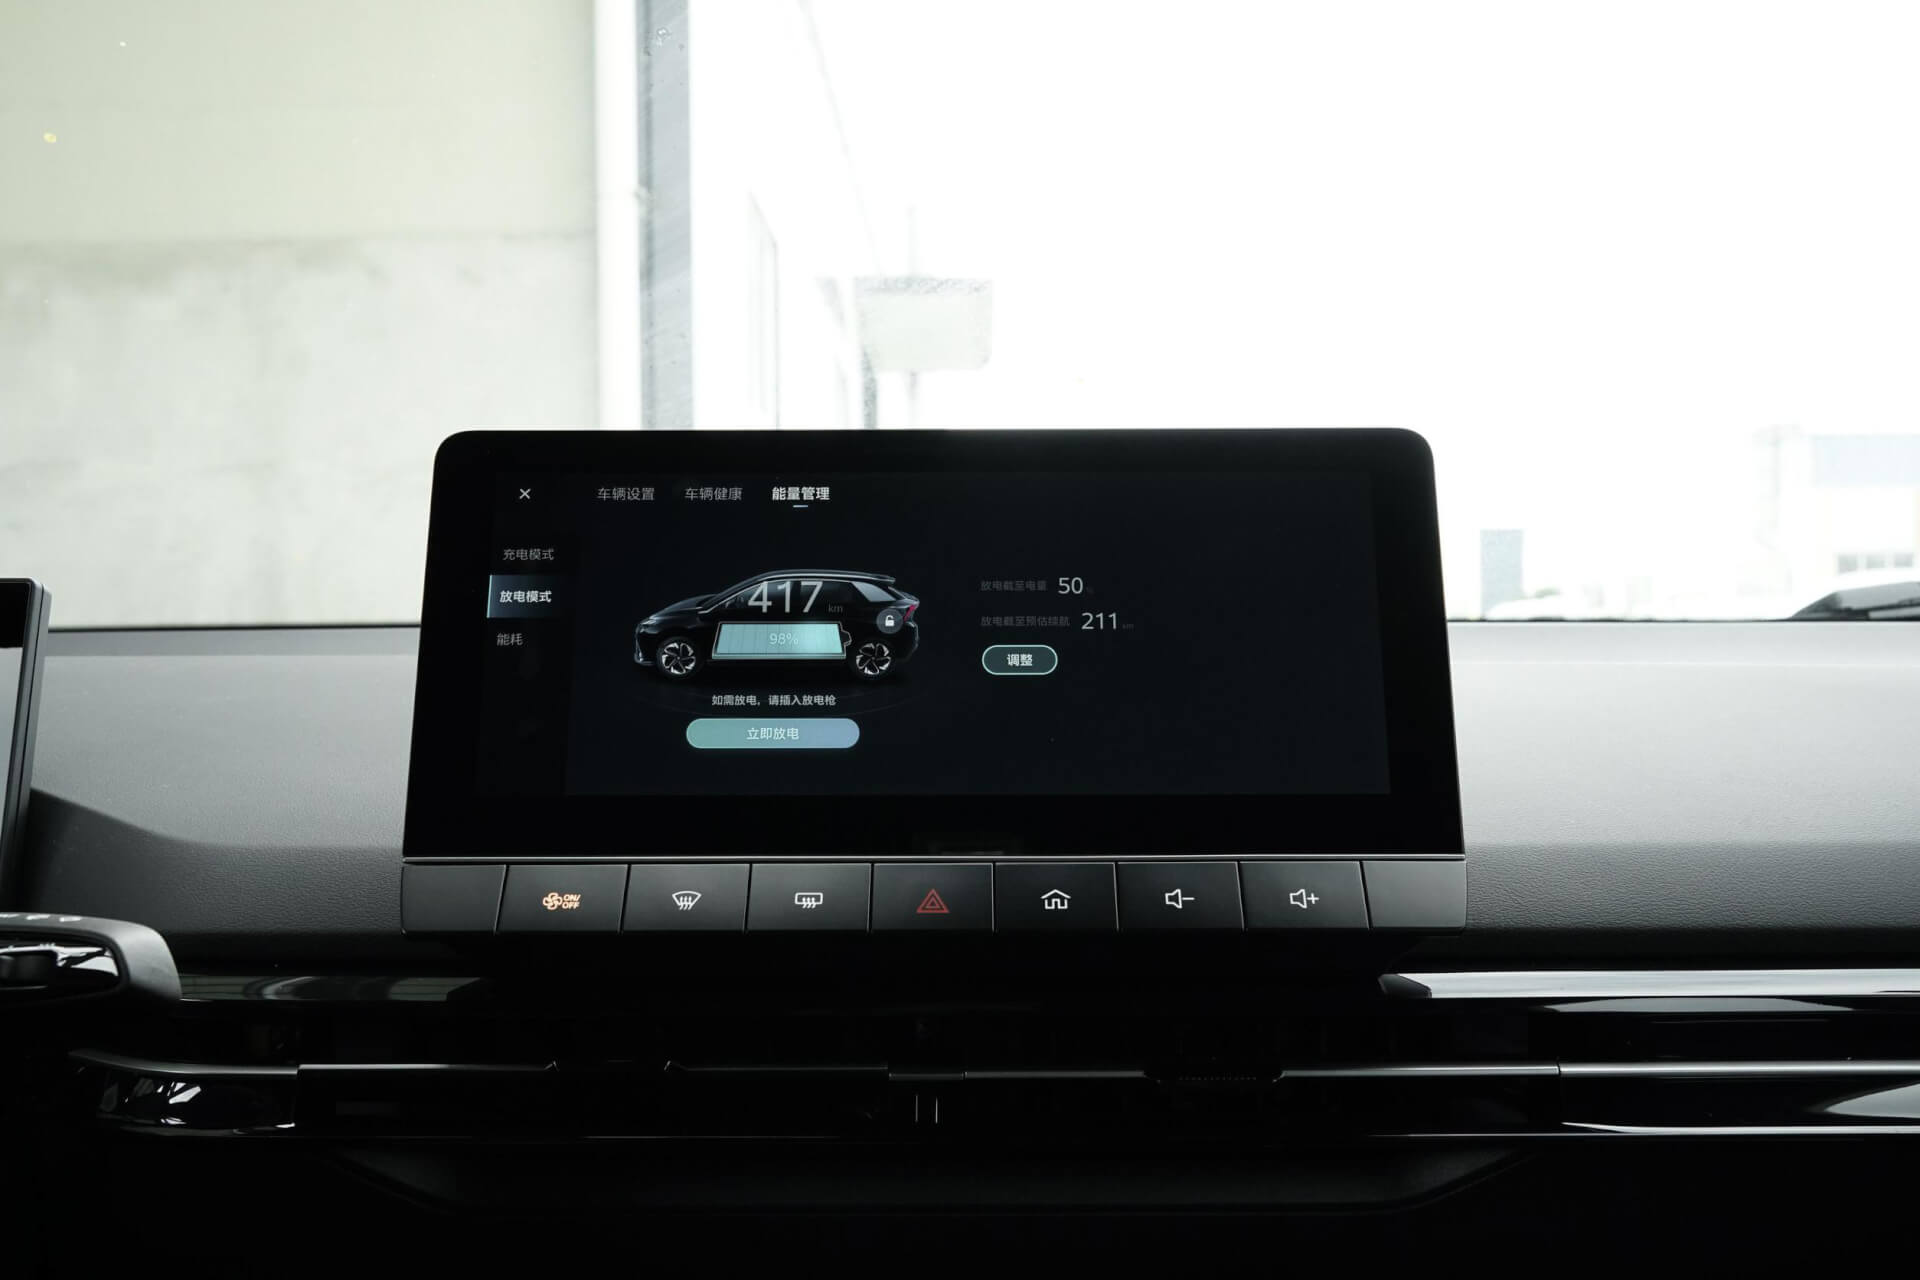 × 车辆设置 车辆健康 能量管理
充电模式
放电模式
能耗
417 km
98%
如需放电，请插入放电枪
立即放电
放电截至电量 50 %
放电截至预估续航 211 km
调整
ON/
OFF